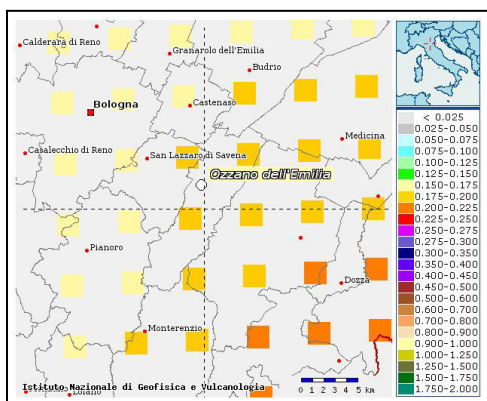 Calderara di Reno
Granarolo dell'Emilia
Budrio
Bologna
Castenaso
Medicina
Casalecchio di Reno
San Lazzaro di Savena
Ozzano dell'Emilia
Pianoro
Dozza
Monterenzio
Istituto Nazionale di Geofisica e Vulcanologia
Loiano
0 1 2 3 4 5 km
< 0.025
0.025-0.050
0.050-0.075
0.075-0.100
0.100-0.125
0.125-0.150
0.150-0.175
0.175-0.200
0.200-0.225
0.225-0.250
0.250-0.275
0.275-0.300
0.300-0.350
0.350-0.400
0.400-0.450
0.450-0.500
0.500-0.600
0.600-0.700
0.700-0.800
0.800-0.900
0.900-1.000
1.000-1.250
1.250-1.500
1.500-1.750
1.750-2.000